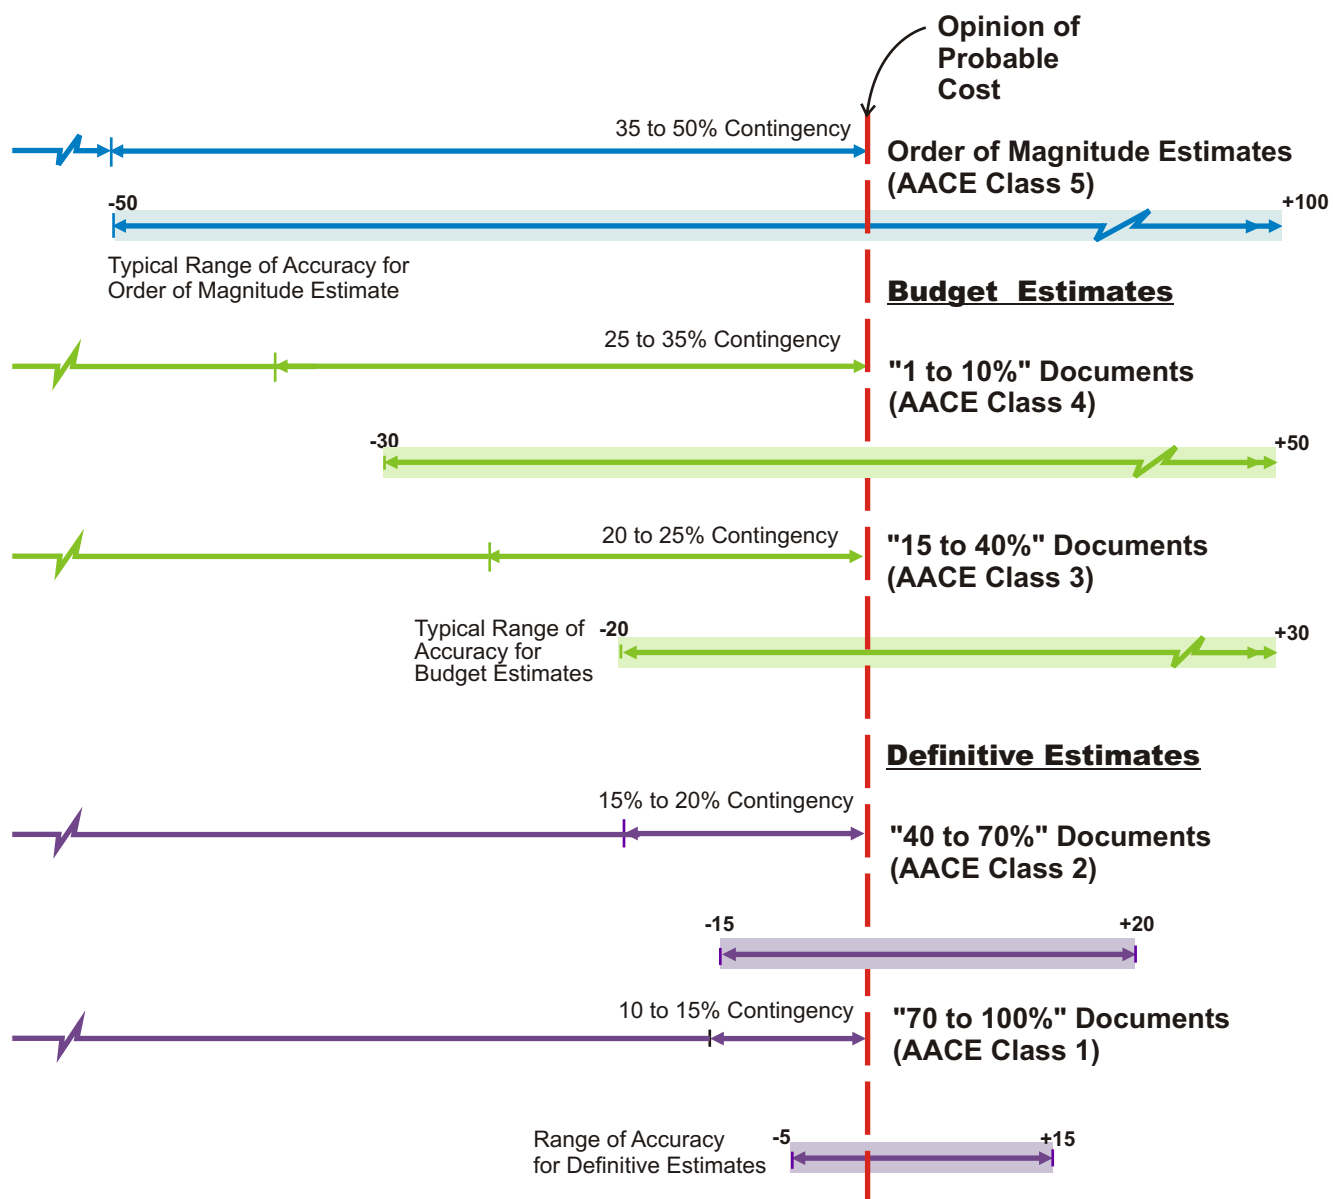 Opinion of
Probable
Cost
35 to 50% Contingency
Order of Magnitude Estimates
(AACE Class 5)
-50
+100
Typical Range of Accuracy for
Order of Magnitude Estimate
Budget Estimates
25 to 35% Contingency
"1 to 10%" Documents
(AACE Class 4)
-30
+50
20 to 25% Contingency
"15 to 40%" Documents
(AACE Class 3)
Typical Range of
Accuracy for
Budget Estimates
-20
+30
Definitive Estimates
15% to 20% Contingency
"40 to 70%" Documents
(AACE Class 2)
-15
+20
10 to 15% Contingency
"70 to 100%" Documents
(AACE Class 1)
Range of Accuracy
for Definitive Estimates
-5
+15